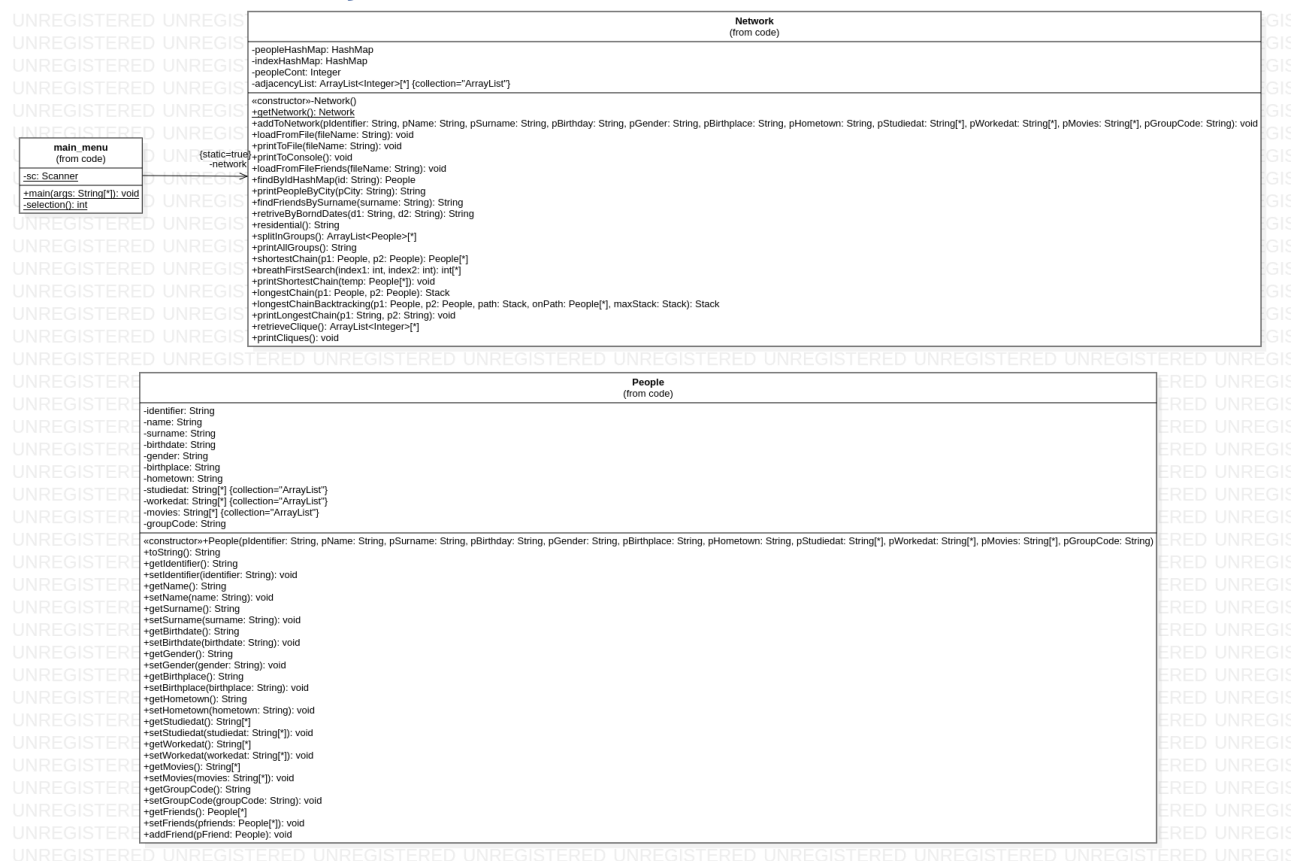 Network
(from code)
-peopleHashMap: HashMap
-indexHashMap: HashMap
-peopleCont: Integer
-adjacencyList: ArrayList<Integer>[*] {collection="ArrayList"}
«constructor»-Network()
+getNetwork(): Network
+addToNetwork(pIdentifier: String, pName: String, pSurname: String, pBirthday: String, pGender: String, pBirthplace: String, pHometown: String, pStudiedat: String[*], pWorkedat: String[*], pMovies: String[*], pGroupCode: String): void
+loadFromFile(fileName: String): void
+printToFile(fileName: String): void
+printToConsole(): void
+loadFromFileFriends(fileName: String): void
+findByIdHashMap(id: String): People
+printPeopleByCity(pCity: String): String
+findFriendsBySurname(surname: String): String
+retriveByBorndDates(d1: String, d2: String): String
+residential(): String
+splitInGroups(): ArrayList<People>[*]
+printAllGroups(): String
+shortestChain(p1: People, p2: People): People[*]
+breathFirstSearch(index1: int, index2: int): int[*]
+printShortestChain(temp: People[*]): void
+longestChain(p1: People, p2: People): Stack
+longestChainBacktracking(p1: People, p2: People, path: Stack, onPath: People[*], maxStack: Stack): Stack
+printLongestChain(p1: String, p2: String): void
+retrieveClique(): ArrayList<Integer>[*]
+printCliques(): void
main_menu
(from code)
-sc: Scanner
+main(args: String[*]): void
-selection(): int
{static=true}
-network
People
(from code)
-identifier: String
-name: String
-surname: String
-birthdate: String
-gender: String
-birthplace: String
-hometown: String
-studiedat: String[*] {collection="ArrayList"}
-workedat: String[*] {collection="ArrayList"}
-movies: String[*] {collection="ArrayList"}
-groupCode: String
«constructor»+People(pIdentifier: String, pName: String, pSurname: String, pBirthday: String, pGender: String, pBirthplace: String, pHometown: String, pStudiedat: String[*], pWorkedat: String[*], pMovies: String[*], pGroupCode: String)
+toString(): String
+getIdentifier(): String
+setIdentifier(identifier: String): void
+getName(): String
+setName(name: String): void
+getSurname(): String
+setSurname(surname: String): void
+getBirthdate(): String
+setBirthdate(birthdate: String): void
+getGender(): String
+setGender(gender: String): void
+getBirthplace(): String
+setBirthplace(birthplace: String): void
+getHometown(): String
+setHometown(hometown: String): void
+getStudiedat(): String[*]
+setStudiedat(studiedat: String[*]): void
+getWorkedat(): String[*]
+setWorkedat(workedat: String[*]): void
+getMovies(): String[*]
+setMovies(movies: String[*]): void
+getGroupCode(): String
+setGroupCode(groupCode: String): void
+getFriends(): People[*]
+setFriends(pfriends: People[*]): void
+addFriend(pFriend: People): void
UNREGISTERED UNREGISTERED UNREGISTERED UNREGISTERED UNREGISTERED UNREGISTERED UNREGISTERED UNREGISTERED